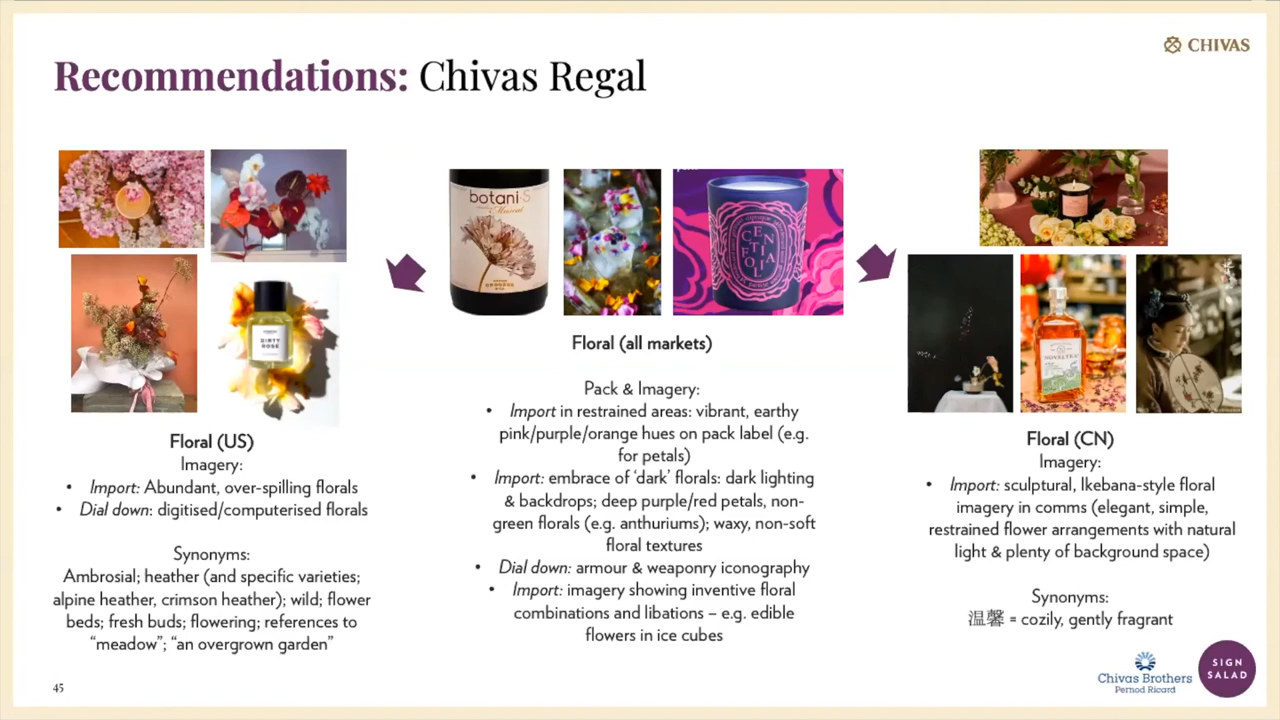 CHIVAS
Recommendations: Chivas Regal
botani·S
Muscat
CENTIFOLIA
DIRTY
ROSE
Floral (US)
Imagery:
• Import: Abundant, over-spilling florals
• Dial down: digitised/computerised florals
Synonyms:
Ambrosial; heather (and specific varieties;
alpine heather, crimson heather); wild; flower
beds; fresh buds; flowering; references to
“meadow”; “an overgrown garden”
Floral (all markets)
Pack & Imagery:
• Import in restrained areas: vibrant, earthy
pink/purple/orange hues on pack label (e.g.
for petals)
• Import: embrace of ‘dark’ florals: dark lighting
& backdrops; deep purple/red petals, non-
green florals (e.g. anthuriums); waxy, non-soft
floral textures
• Dial down: armour & weaponry iconography
• Import: imagery showing inventive floral
combinations and libations – e.g. edible
flowers in ice cubes
Floral (CN)
Imagery:
• Import: sculptural, Ikebana-style floral
imagery in comms (elegant, simple,
restrained flower arrangements with natural
light & plenty of background space)
Synonyms:
温馨 = cozily, gently fragrant
45
Chivas Brothers
Pernod Ricard
SIGN
SALAD